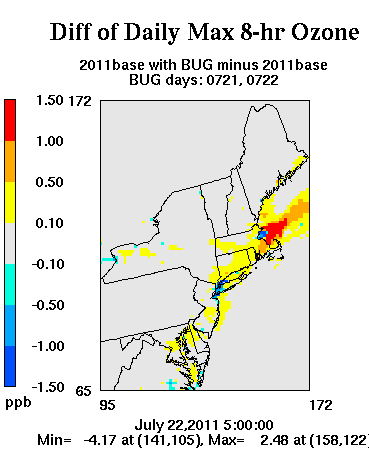 Diff of Daily Max 8-hr Ozone
2011base with BUG minus 2011base
BUG days: 0721, 0722
1.50
172
1.00
0.50
0.10
-0.10
-0.50
-1.00
-1.50
65
ppb
95
172
July 22,2011 5:00:00
Min= -4.17 at (141,105), Max= 2.48 at (158,122)